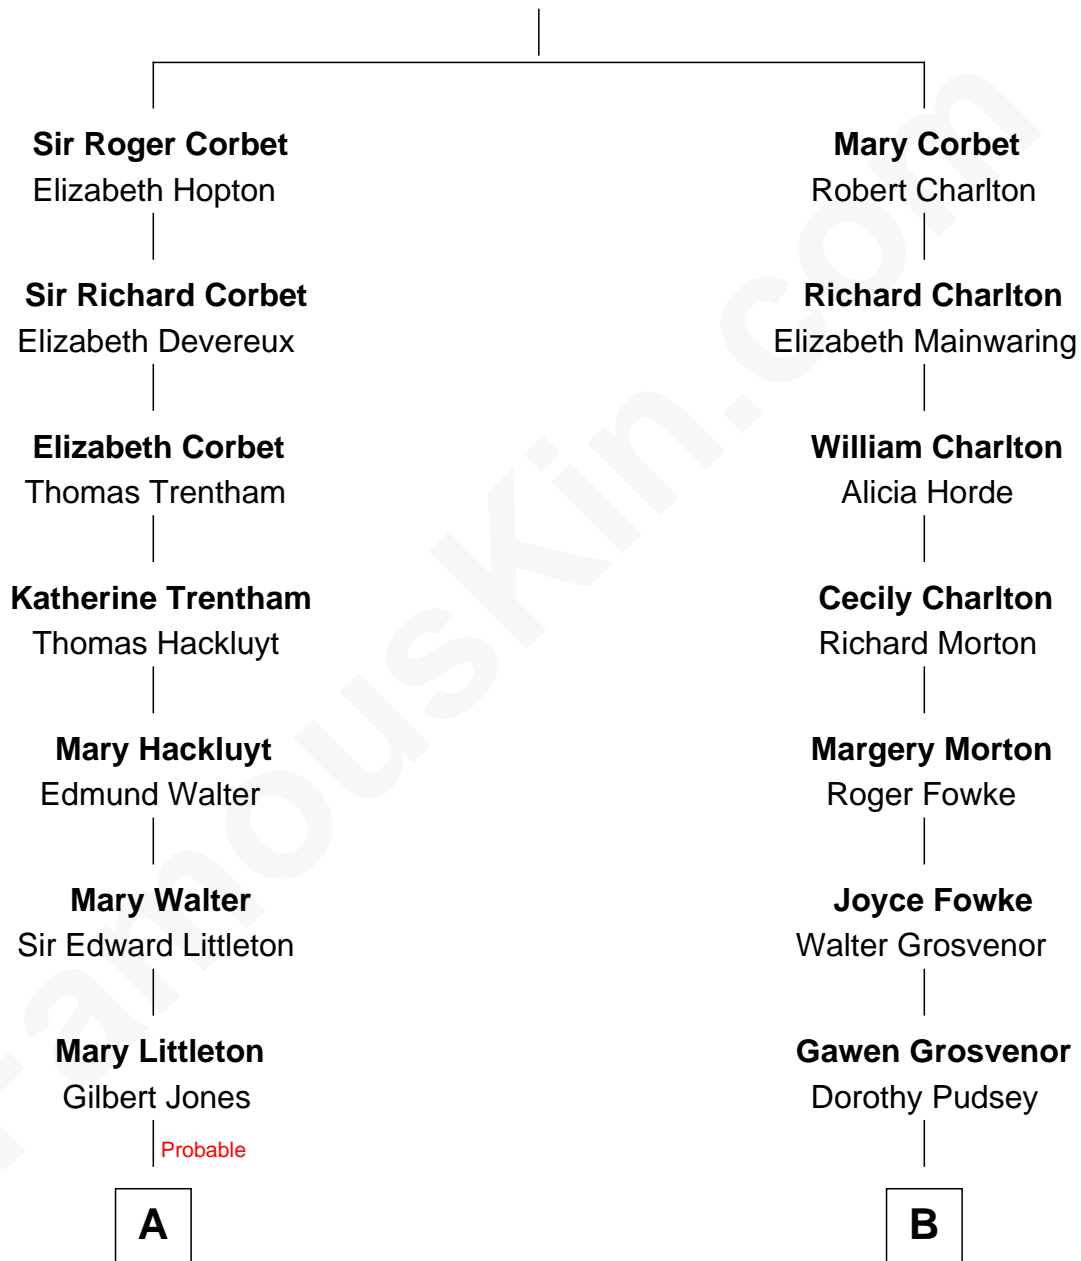 Sir Roger Corbet
Elizabeth Hopton
Sir Richard Corbet
Elizabeth Devereux
Elizabeth Corbet
Thomas Trentham
Katherine Trentham
Thomas Hackluyt
Mary Hackluyt
Edmund Walter
Mary Walter
Sir Edward Littleton
Mary Littleton
Gilbert Jones
Probable
A
Mary Corbet
Robert Charlton
Richard Charlton
Elizabeth Mainwaring
William Charlton
Alicia Horde
Cecily Charlton
Richard Morton
Margery Morton
Roger Fowke
Joyce Fowke
Walter Grosvenor
Gawen Grosvenor
Dorothy Pudsey
B
FamousKin.com